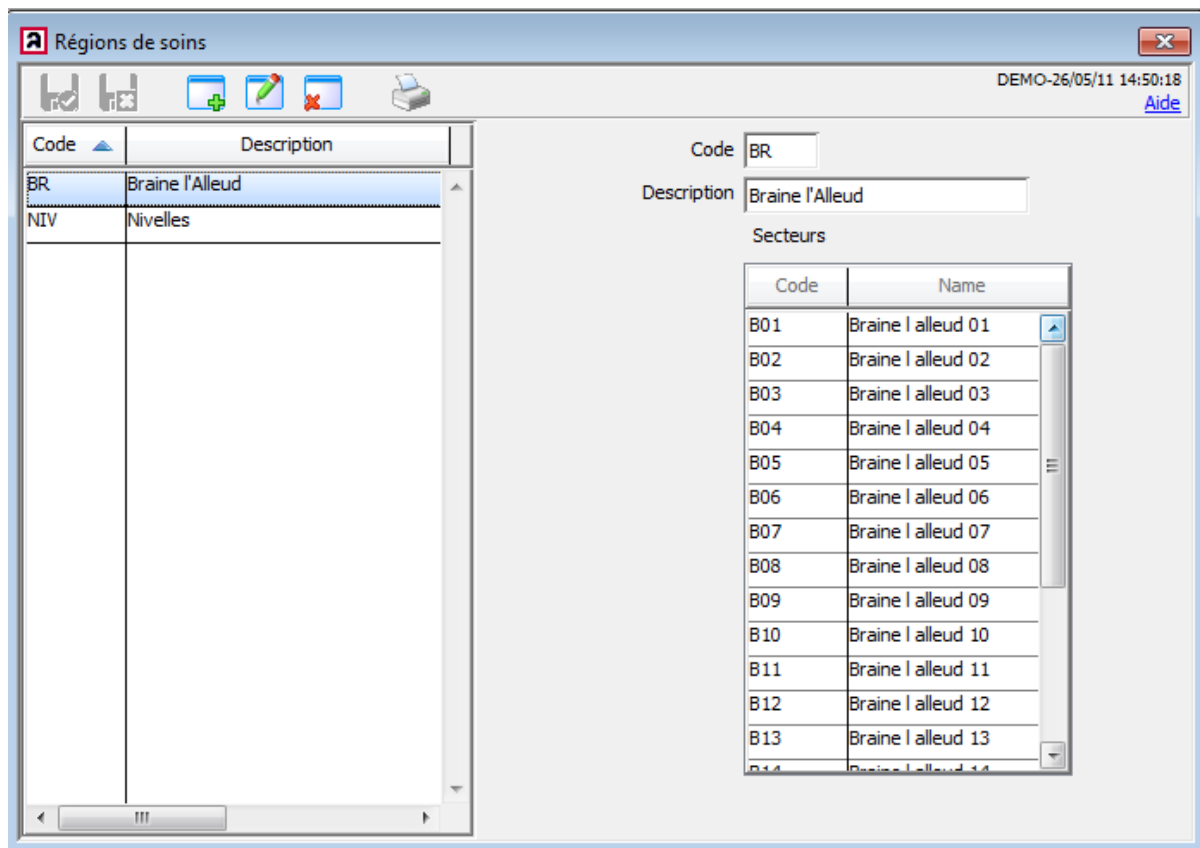 a Régions de soins
DEMO-26/05/11 14:50:18
Aide
Code Description
BR Braine l'Alleud
NIV Nivelles
Code BR
Description Braine l'Alleud
Secteurs
Code Name
B01 Braine l alleud 01
B02 Braine l alleud 02
B03 Braine l alleud 03
B04 Braine l alleud 04
B05 Braine l alleud 05
B06 Braine l alleud 06
B07 Braine l alleud 07
B08 Braine l alleud 08
B09 Braine l alleud 09
B10 Braine l alleud 10
B11 Braine l alleud 11
B12 Braine l alleud 12
B13 Braine l alleud 13
B14 Braine l alleud 14